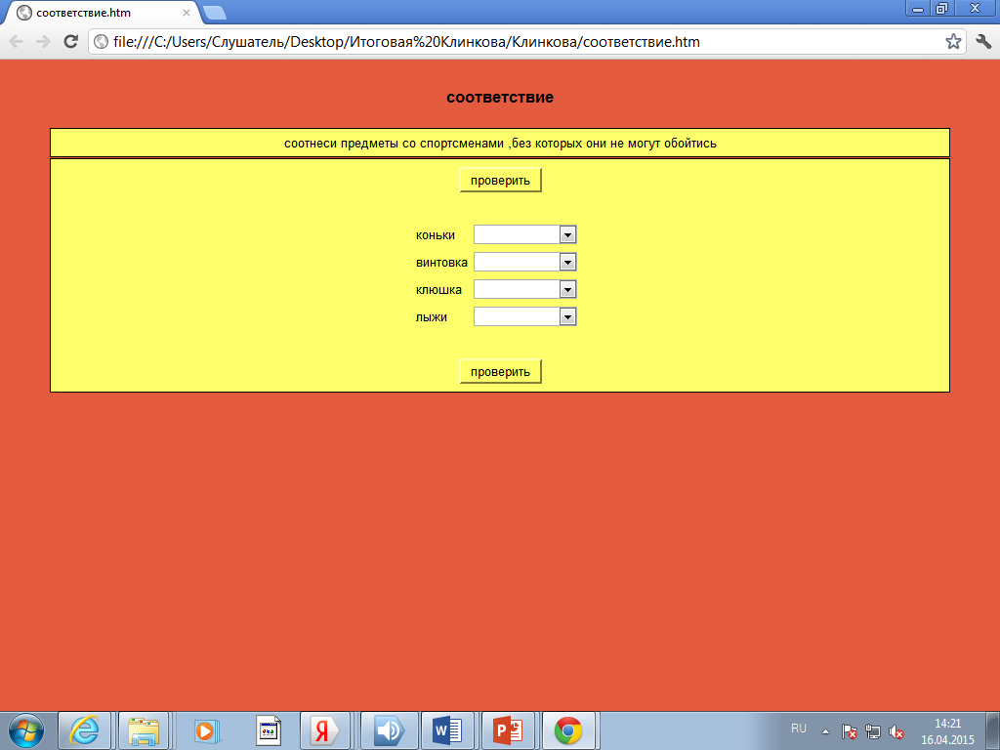 соответствие.htm
file:///C:/Users/Слушатель/Desktop/Итоговая%20Клинкова/Клинкова/соответствие.htm
соответствие
соотнеси предметы со спортсменами ,без которых они не могут обойтись
проверить
коньки
винтовка
клюшка
лыжи
проверить
RU
14:21
16.04.2015